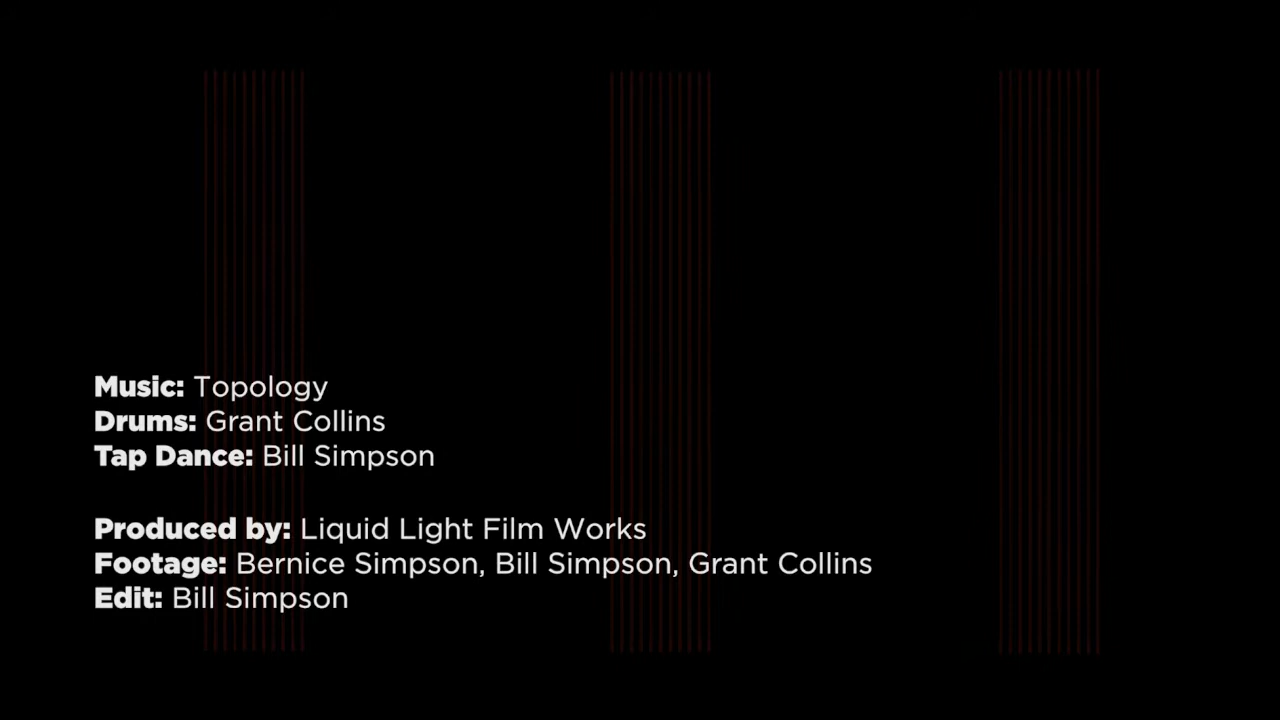 Music: Topology
Drums: Grant Collins
Tap Dance: Bill Simpson
Produced by: Liquid Light Film Works
Footage: Bernice Simpson, Bill Simpson, Grant Collins
Edit: Bill Simpson